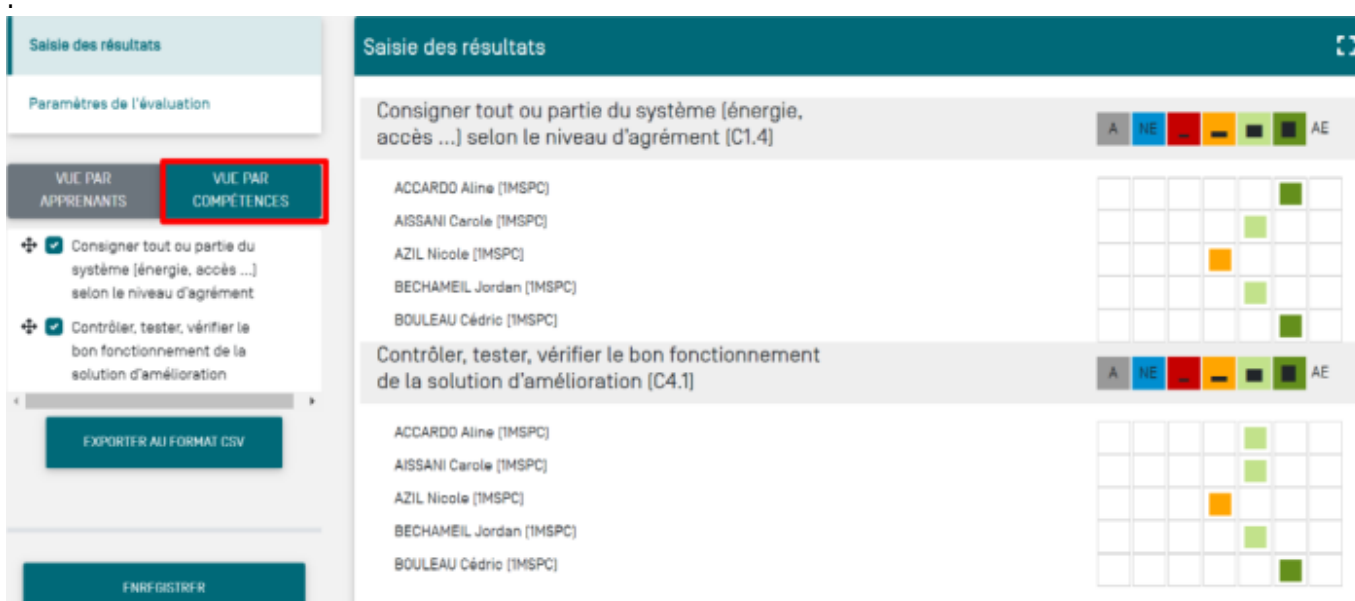 .
Saisie des résultats
Paramètres de l'évaluation
VUE PAR
APPRENANTS
VUE PAR
COMPÉTENCES
Consigner tout ou partie du
système (énergie, accès ...)
selon le niveau d'agrément
Contrôler, tester, vérifier le
bon fonctionnement de la
solution d'amélioration
EXPORTER AU FORMAT CSV
ENREGISTRER
Saisie des résultats
Consigner tout ou partie du système (énergie,
accès ...) selon le niveau d'agrément (C1.4)
A NE AE
ACCARDO Aline (1MSPC)
AISSANI Carole (1MSPC)
AZIL Nicole (1MSPC)
BECHAMEIL Jordan (1MSPC)
BOULEAU Cédric (1MSPC)
Contrôler, tester, vérifier le bon fonctionnement
de la solution d'amélioration (C4.1)
A NE AE
ACCARDO Aline (1MSPC)
AISSANI Carole (1MSPC)
AZIL Nicole (1MSPC)
BECHAMEIL Jordan (1MSPC)
BOULEAU Cédric (1MSPC)